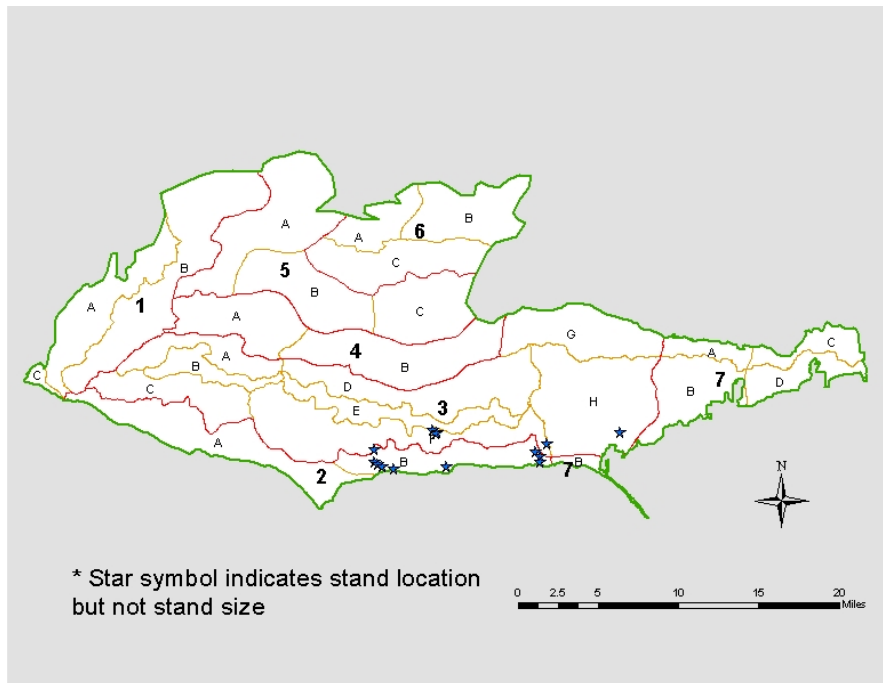 A
B
6
A
B
C
5
A
B
1
B
C
A
G
A
C
4
A
B
A
7
B
D
C
C
D
B
E
3
H
F
A
2
B
7
B
N
* Star symbol indicates stand location
but not stand size
0 2.5 5 10 15 20
Miles